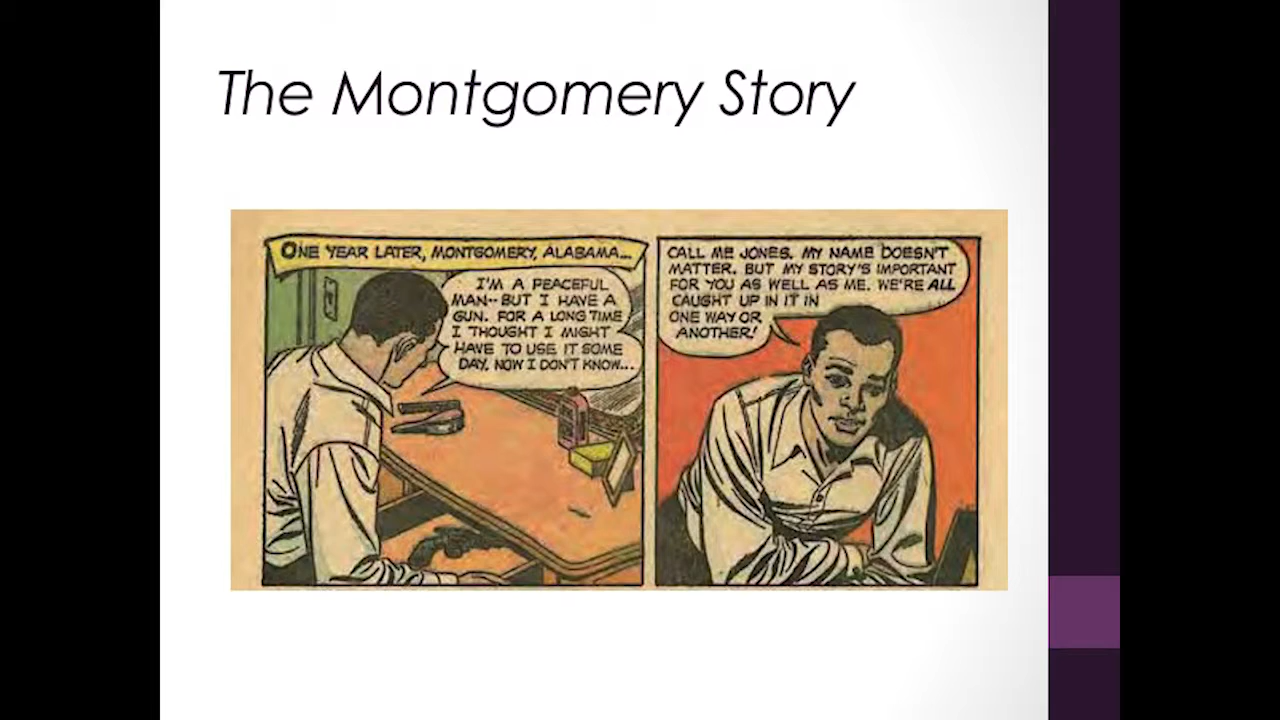 The Montgomery Story
ONE YEAR LATER, MONTGOMERY, ALABAMA...
I'M A PEACEFUL
MAN--BUT I HAVE A
GUN. FOR A LONG TIME
I THOUGHT I MIGHT
HAVE TO USE IT SOME
DAY. NOW I DON'T KNOW...
CALL ME JONES. MY NAME DOESN'T
MATTER. BUT MY STORY'S IMPORTANT
FOR YOU AS WELL AS ME. WE'RE ALL
CAUGHT UP IN IT IN
ONE WAY OR
ANOTHER!